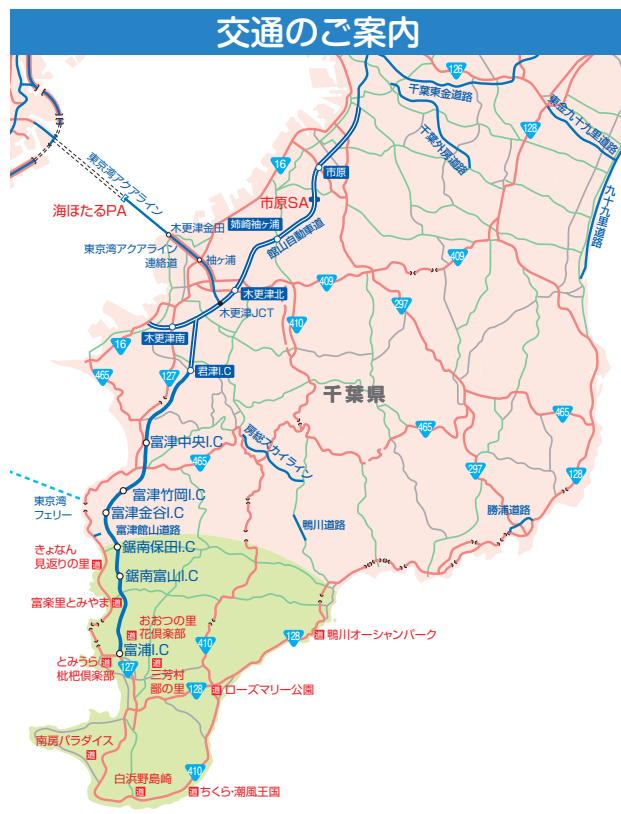 交通のご案内
126
千葉東金道路
東金九十九里道路
128
千葉外房道路
16
東京湾アクアライン
市原
九十九里道路
市原SA
海ほたるPA
姉崎袖ヶ浦
木更津金田
館山自動車道
東京湾アクアライン
連絡道
袖ヶ浦
409
409
木更津北
297
木更津JCT
410
木更津南
16
465
127
君津I.C
千葉県
465
465
富津中央I.C
房総スカイライン
465
297
128
富津竹岡I.C
東京湾
フェリー
富津金谷I.C
勝浦道路
鴨川道路
富津館山道路
鋸南保田I.C
きょなん
見返りの里 道
鋸南富山I.C
富楽里とみやま 道
おおつの里
道 花倶楽部
128
道 鴨川オーシャンパーク
410
富浦I.C
とみうら 道
枇杷倶楽部
127
道
三芳村
鄙の里
128
道 ローズマリー公園
南房パラダイス
道
410
白浜野島崎
道
道 ちくら・潮風王国